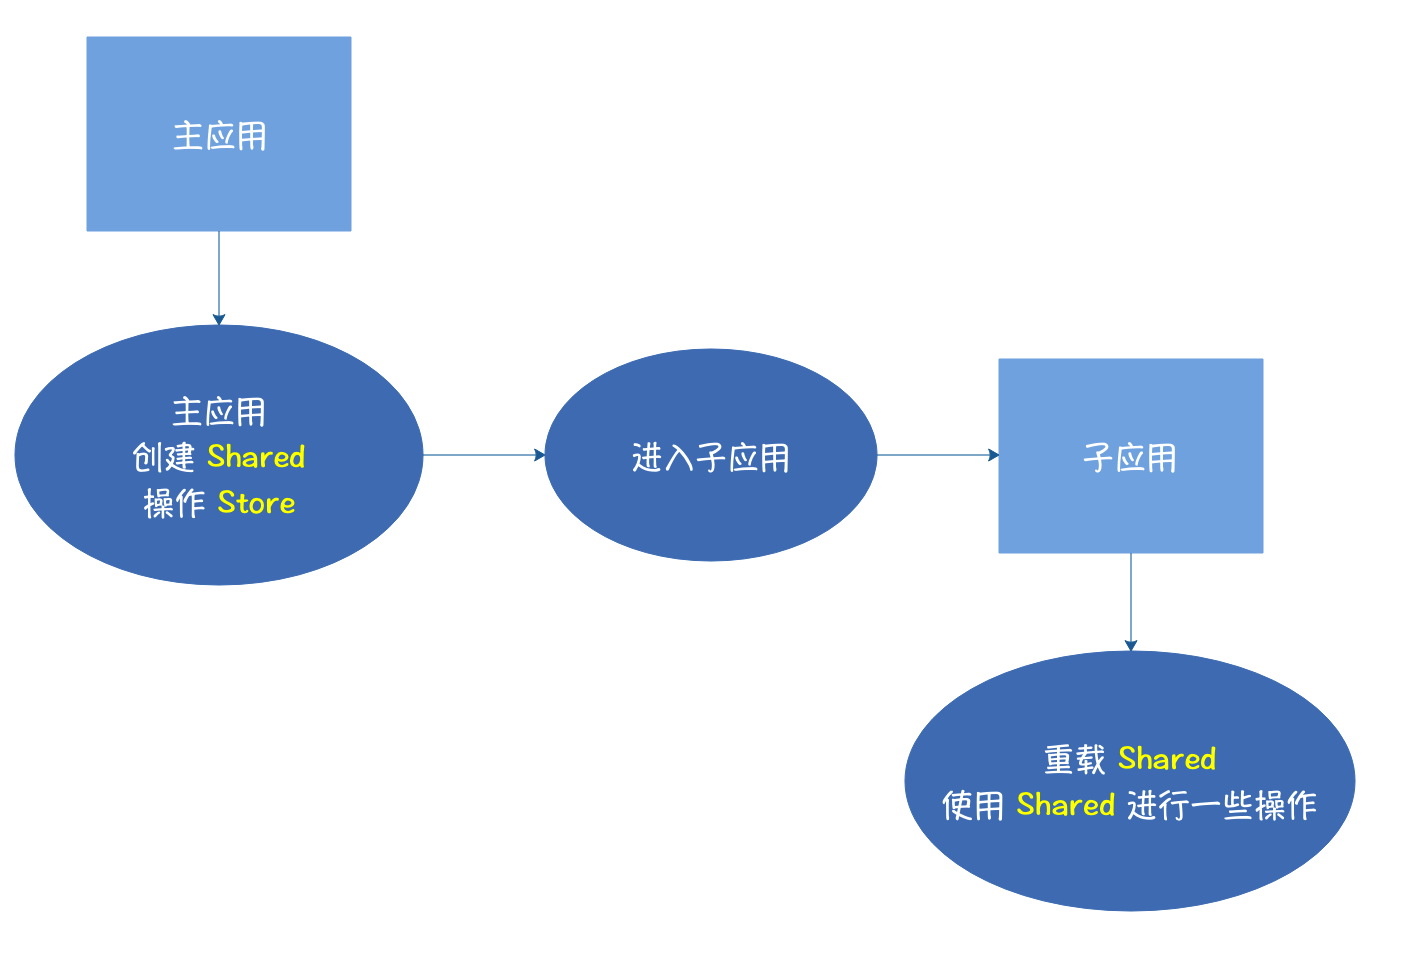 主应用
主应用
创建 Shared
操作 Store
进入子应用
子应用
重载 Shared
使用 Shared 进行一些操作